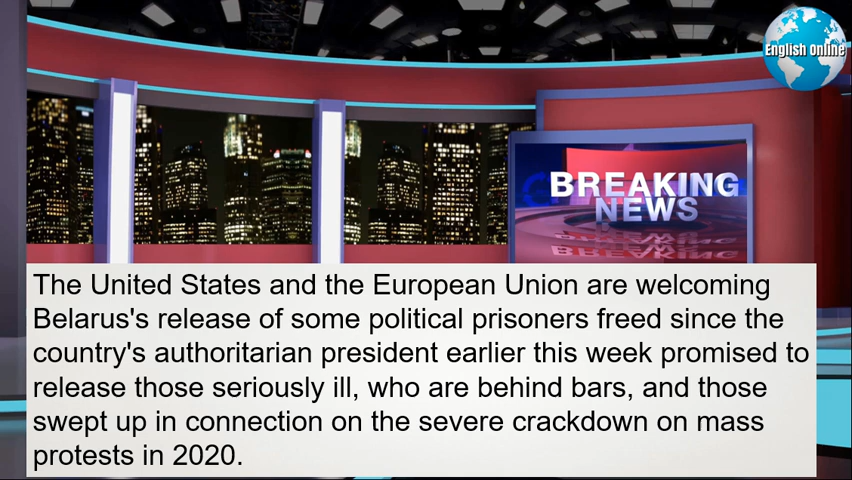 English Online
BREAKING
NEWS
The United States and the European Union are welcoming
Belarus's release of some political prisoners freed since the
country's authoritarian president earlier this week promised to
release those seriously ill, who are behind bars, and those
swept up in connection on the severe crackdown on mass
protests in 2020.